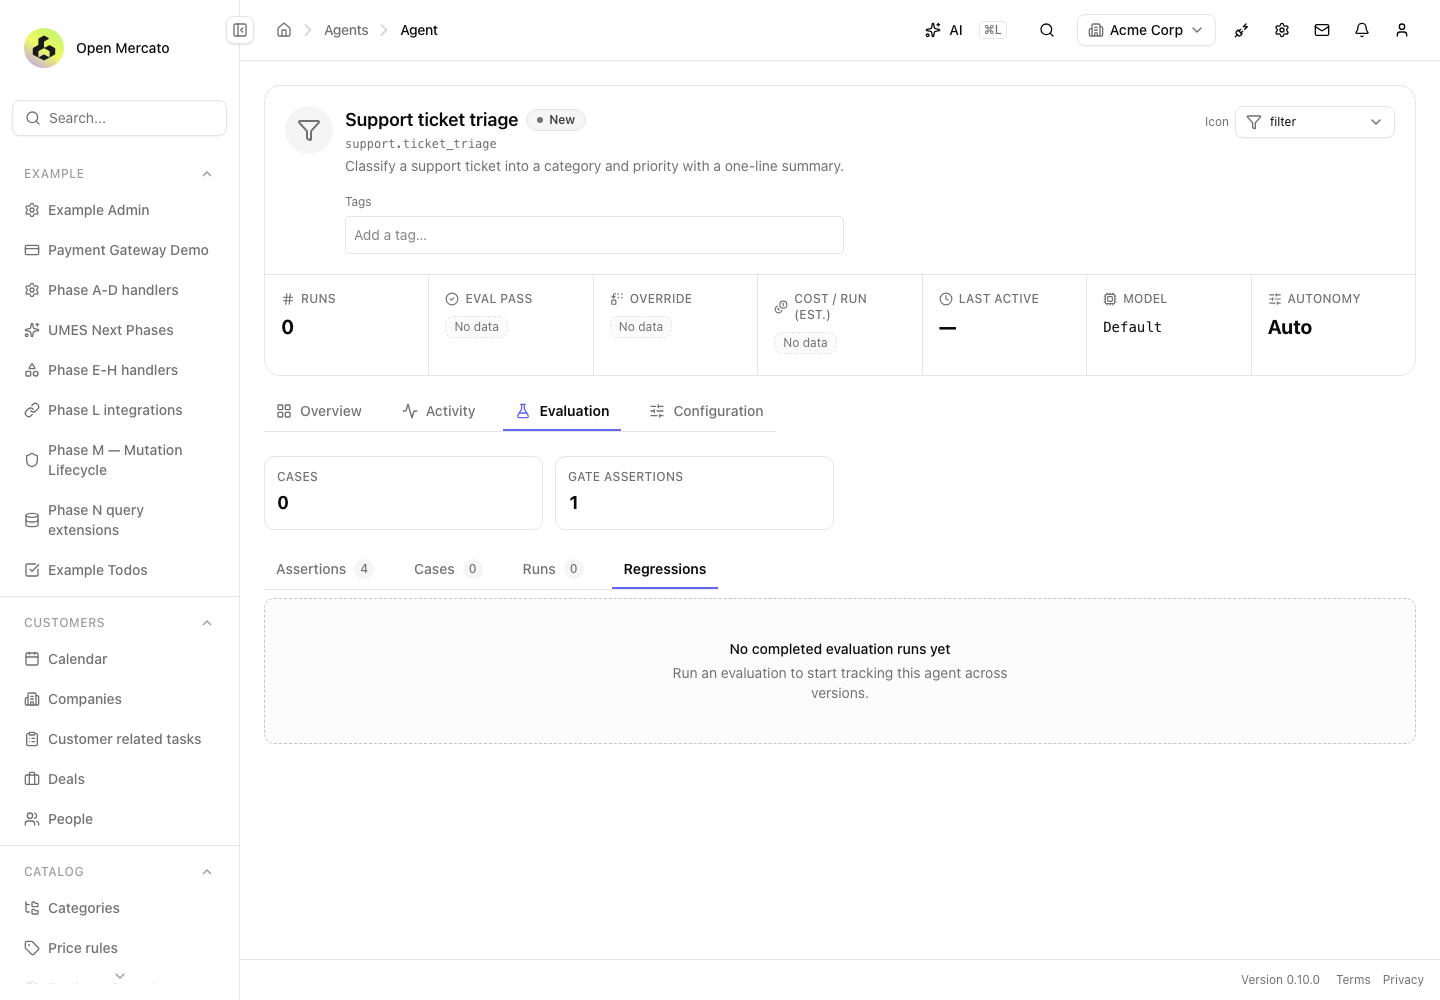 Open Mercato
Search...
EXAMPLE
Example Admin
Payment Gateway Demo
Phase A-D handlers
UMES Next Phases
Phase E-H handlers
Phase L integrations
Phase M — Mutation
Lifecycle
Phase N query
extensions
Example Todos
CUSTOMERS
Calendar
Companies
Customer related tasks
Deals
People
CATALOG
Categories
Price rules
Agents
Agent
AI
⌘L
Acme Corp
Support ticket triage
New
support.ticket_triage
Classify a support ticket into a category and priority with a one-line summary.
Icon
filter
Tags
Add a tag...
RUNS
0
EVAL PASS
No data
OVERRIDE
No data
COST / RUN
(EST.)
No data
LAST ACTIVE
—
MODEL
Default
AUTONOMY
Auto
Overview
Activity
Evaluation
Configuration
CASES
0
GATE ASSERTIONS
1
Assertions 4
Cases 0
Runs 0
Regressions
No completed evaluation runs yet
Run an evaluation to start tracking this agent across
versions.
Version 0.10.0
Terms
Privacy